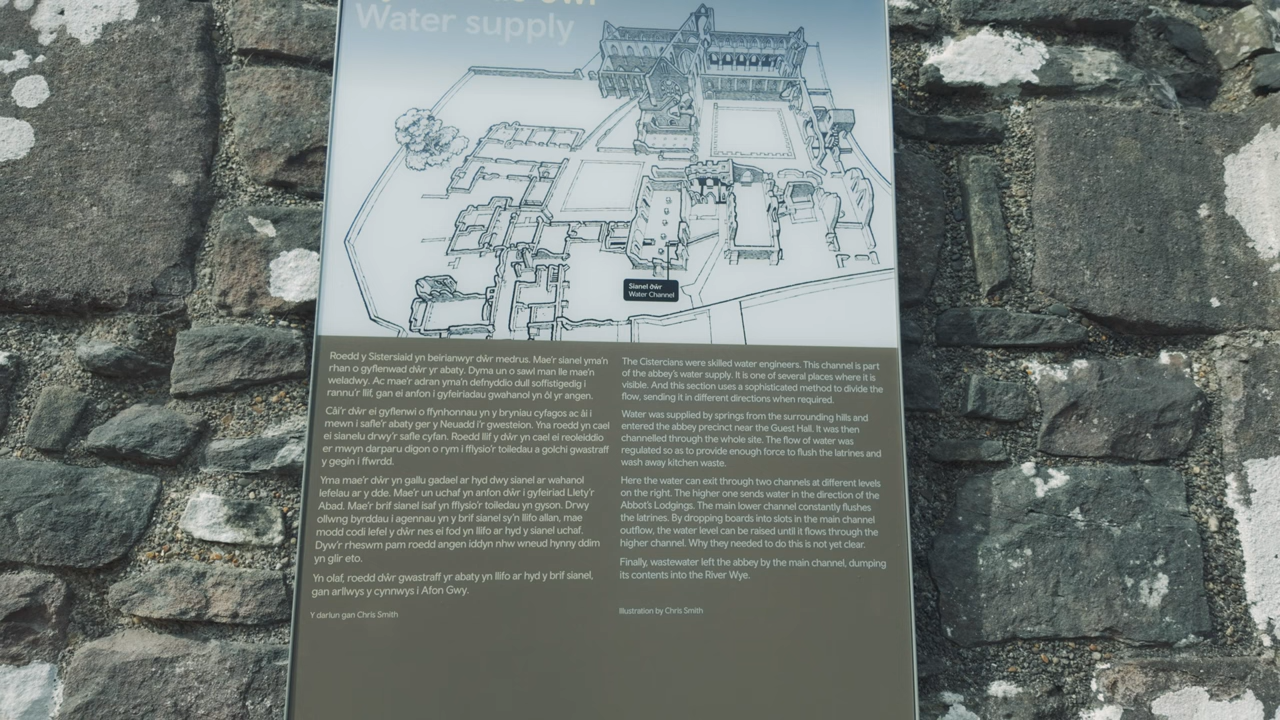 Water supply
Sianel dŵr
Water Channel
Roedd y Sistersiaid yn beirianwyr dŵr medrus. Mae'r sianel yma'n
rhan o gyflenwad dŵr yr abaty. Dyma un o sawl man lle mae'n
weladwy. Ac mae'r adran yma'n defnyddio dull soffistigedig i
rannu'r llif, gan ei anfon i gyfeiriadau gwahanol yn ôl yr angen.
Câi'r dŵr ei gyflenwi o ffynhonnau yn y bryniau cyfagos ac âi i
mewn i safle'r abaty ger y Neuadd i'r gwesteion. Yna roedd yn cael
ei sianelu drwy'r safle cyfan. Roedd llif y dŵr yn cael ei reoleiddio
er mwyn darparu digon o rym i fflysio'r toiledau a golchi gwastraff
y gegin i ffwrdd.
Yma mae'r dŵr yn gallu gadael ar hyd dwy sianel ar wahanol
lefelau ar y dde. Mae'r un uchaf yn anfon dŵr i gyfeiriad Llety'r
Abad. Mae'r brif sianel isaf yn fflysio'r toiledau yn gyson. Drwy
ollwng byrddau i agennau yn y brif sianel sy'n llifo allan, mae
modd codi lefel y dŵr nes ei fod yn llifo ar hyd y sianel uchaf.
Dyw'r rheswm pam roedd angen iddyn nhw wneud hynny ddim
yn glir eto.
Yn olaf, roedd dŵr gwastraff yr abaty yn llifo ar hyd y brif sianel,
gan arllwys y cynnwys i Afon Gwy.
Y darlun gan Chris Smith
The Cistercians were skilled water engineers. This channel is part
of the abbey's water supply. It is one of several places where it is
visible. And this section uses a sophisticated method to divide the
flow, sending it in different directions when required.
Water was supplied by springs from the surrounding hills and
entered the abbey precinct near the Guest Hall. It was then
channelled through the whole site. The flow of water was
regulated so as to provide enough force to flush the latrines and
wash away kitchen waste.
Here the water can exit through two channels at different levels
on the right. The higher one sends water in the direction of the
Abbot's Lodgings. The main lower channel constantly flushes
the latrines. By dropping boards into slots in the main channel
outflow, the water level can be raised until it flows through the
higher channel. Why they needed to do this is not yet clear.
Finally, wastewater left the abbey by the main channel, dumping
its contents into the River Wye.
Illustration by Chris Smith